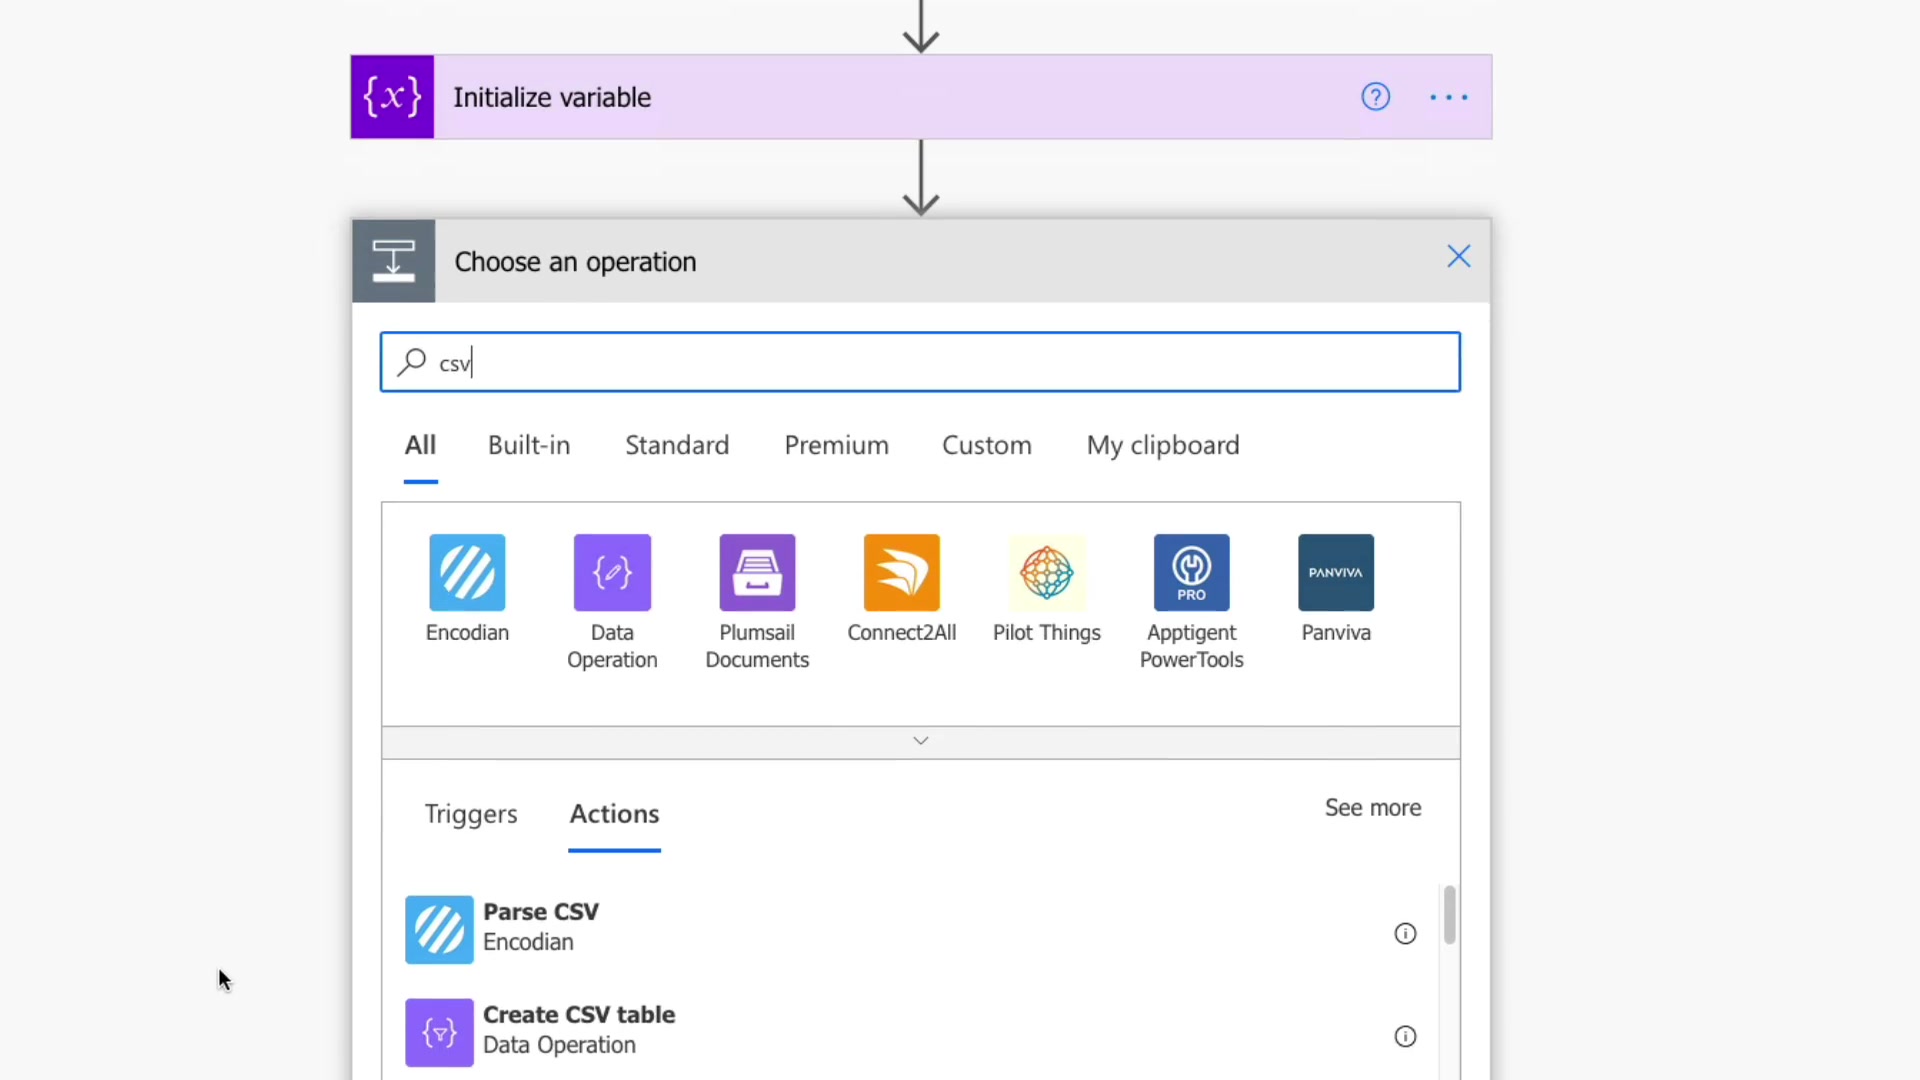 {x} Initialize variable
Choose an operation
csv
All Built-in Standard Premium Custom My clipboard
PRO
PANVIVA
Encodian Data Operation Plumsail Documents Connect2All Pilot Things Apptigent PowerTools Panviva
Triggers Actions See more
Parse CSV
Encodian
Create CSV table
Data Operation